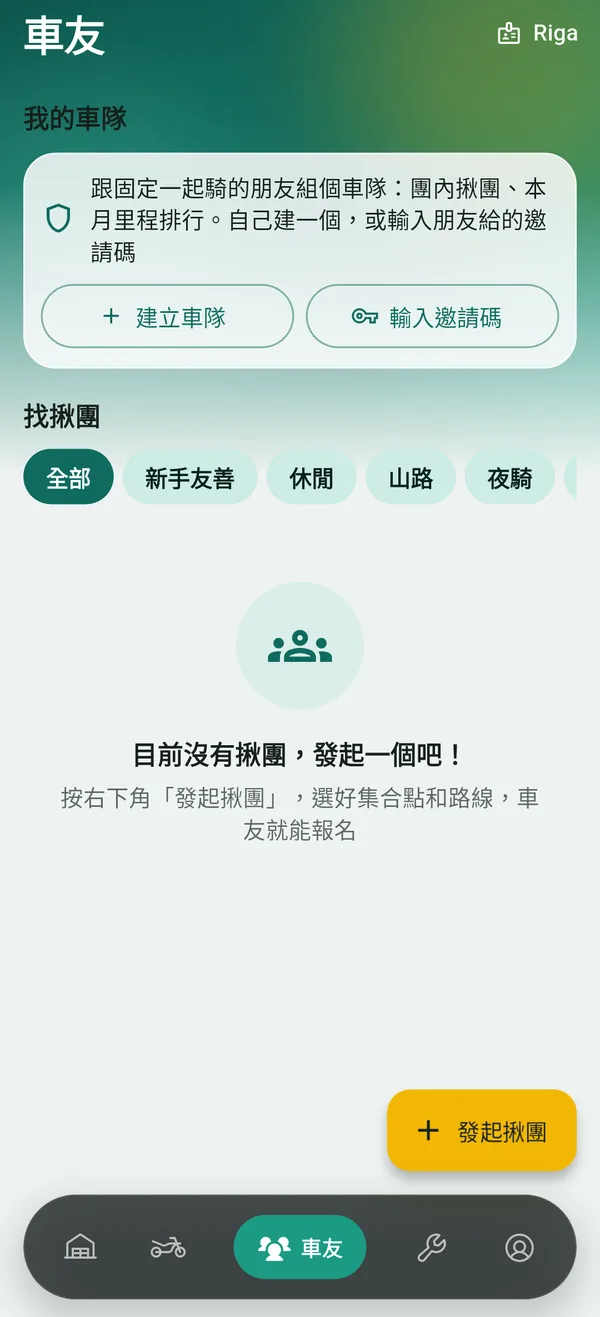 車友
Riga
我的車隊
跟固定一起騎的朋友組個車隊：團內揪團、本
月里程排行。自己建一個，或輸入朋友給的邀
請碼
建立車隊
輸入邀請碼
找揪團
全部
新手友善
休閒
山路
夜騎
目前沒有揪團，發起一個吧！
按右下角「發起揪團」，選好集合點和路線，車
友就能報名
發起揪團
車友